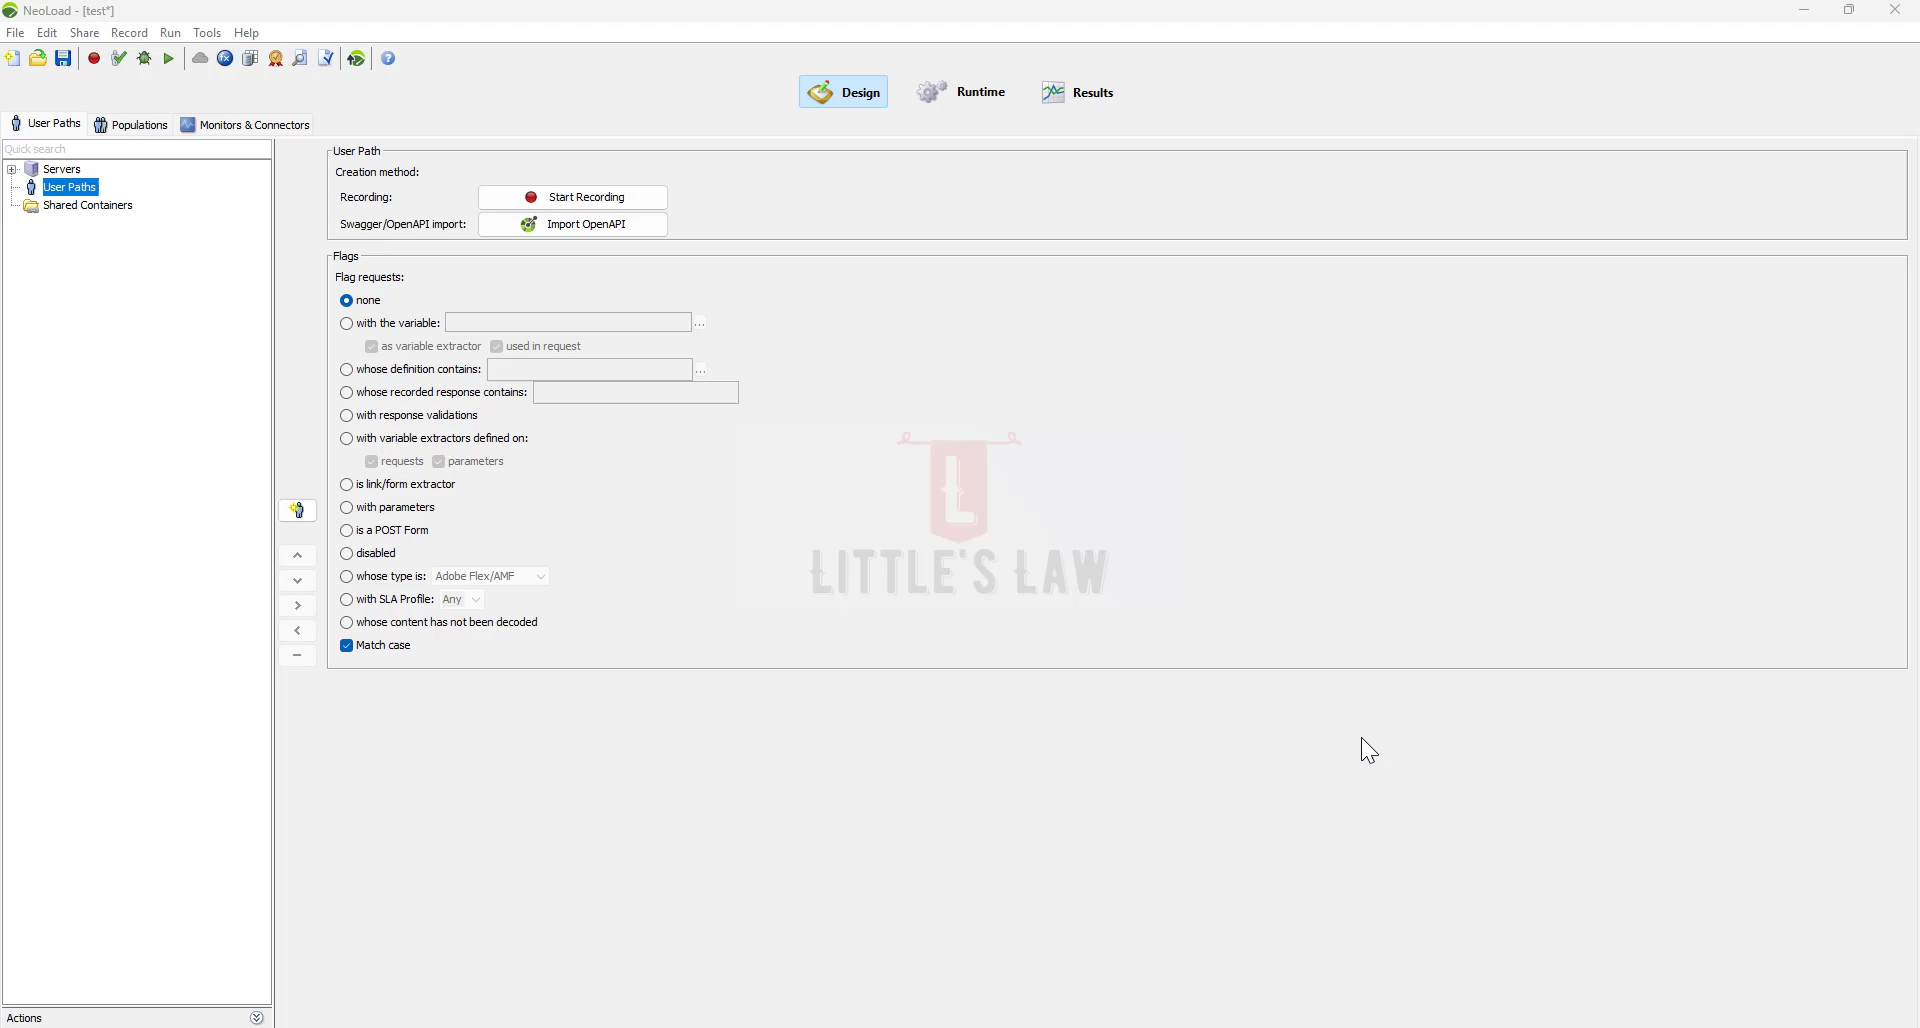 NeoLoad - [test*]
File Edit Share Record Run Tools Help
Design Runtime Results
User Paths Populations Monitors & Connectors
Quick search
Servers
User Paths
Shared Containers
User Path
Creation method:
Recording: Start Recording
Swagger/OpenAPI import: Import OpenAPI
Flags
Flag requests:
none
with the variable: ...
as variable extractor used in request
whose definition contains: ...
whose recorded response contains:
with response validations
with variable extractors defined on:
requests parameters
is link/form extractor
with parameters
is a POST Form
disabled
whose type is: Adobe Flex/AMF
with SLA Profile: Any
whose content has not been decoded
Match case
L
LITTLE'S LAW
Actions